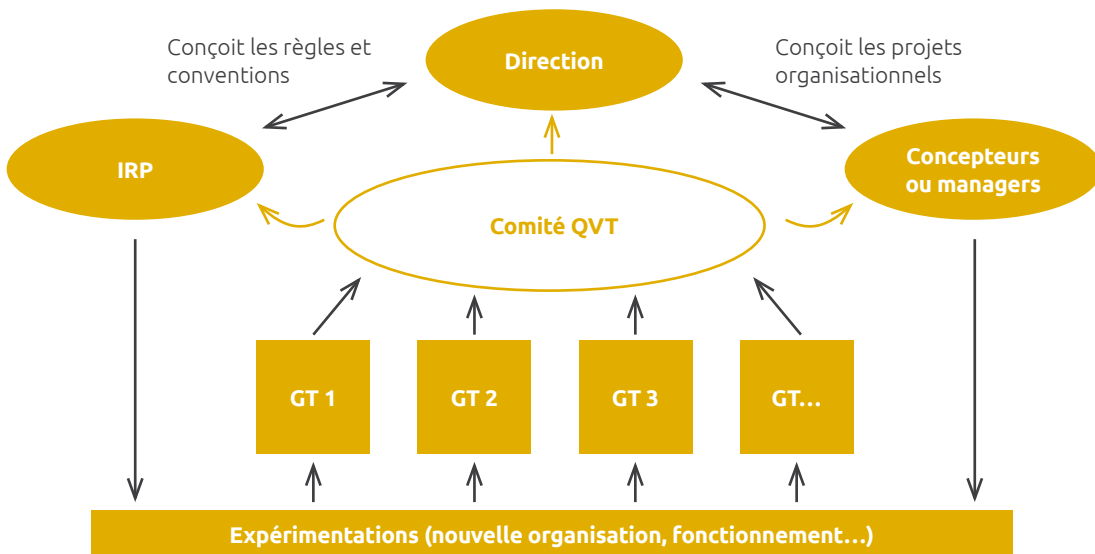 Conçoit les règles et
conventions
Direction
Conçoit les projets
organisationnels
IRP
Concepteurs
ou managers
Comité QVT
GT 1
GT 2
GT 3
GT…
Expérimentations (nouvelle organisation, fonctionnement…)